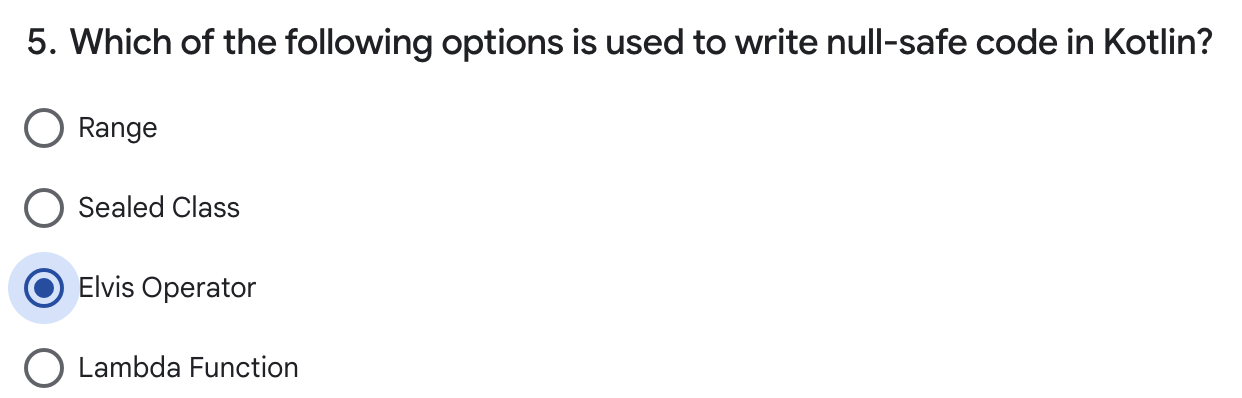 5. Which of the following options is used to write null-safe code in Kotlin?
Range
Sealed Class
Elvis Operator
Lambda Function